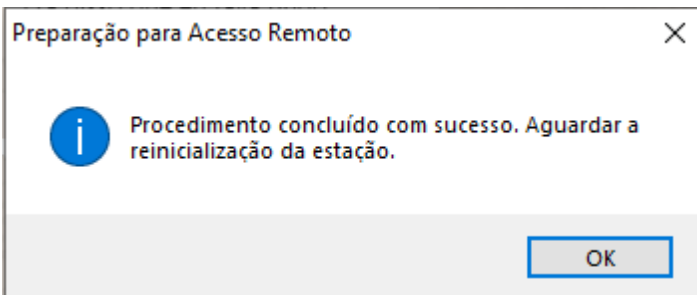 Preparação para Acesso Remoto
Procedimento concluído com sucesso. Aguardar a
reinicialização da estação.
OK